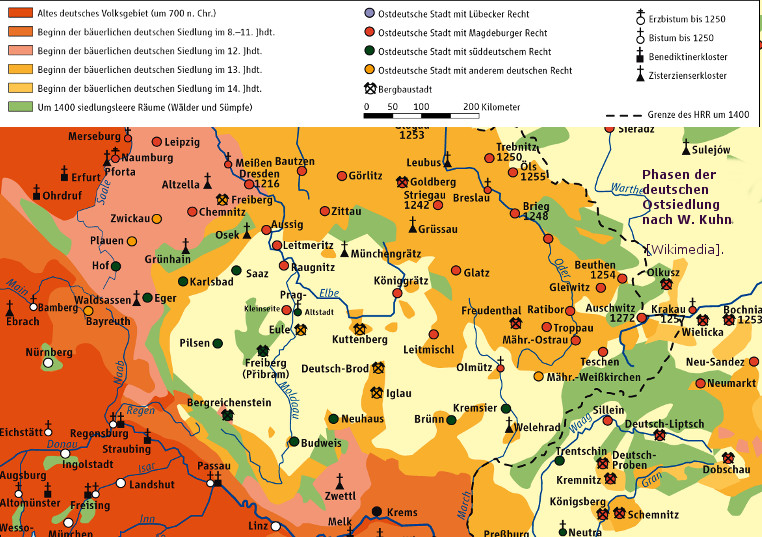 Altes deutsches Volksgebiet (um 700 n. Chr.)
Beginn der bäuerlichen deutschen Siedlung im 8.–11. Jhdt.
Beginn der bäuerlichen deutschen Siedlung im 12. Jhdt.
Beginn der bäuerlichen deutschen Siedlung im 13. Jhdt.
Beginn der bäuerlichen deutschen Siedlung im 14. Jhdt.
Um 1400 siedlungsleere Räume (Wälder und Sümpfe)
Ostdeutsche Stadt mit Lübecker Recht
Ostdeutsche Stadt mit Magdeburger Recht
Ostdeutsche Stadt mit süddeutschem Recht
Ostdeutsche Stadt mit anderem deutschen Recht
Bergbaustadt
0 50 100 200 Kilometer
Erzbistum bis 1250
Bistum bis 1250
Benediktinerkloster
Zisterzienserkloster
Grenze des HRR um 1400
Phasen der
deutschen
Ostsiedlung
nach W. Kuhn
[Wikimedia].
Merseburg
Leipzig
Naumburg
Pforta
Erfurt
Ohrdruf
Saale
Altzella
Meißen
Dresden
1216
Bautzen
Görlitz
Freiberg
Chemnitz
Zwickau
Plauen
Hof
Grünhain
Zittau
Aussig
Osek
Leitmeritz
Raugnitz
Münchengrätz
Glogau
1253
Leubus
Trebnitz
1250
Öls
1255
Goldberg
Striegau
1242
Breslau
Brieg
1248
Grüssau
Sieradz
Sulejów
Warthe
Oder
Beuthen
1254
Olkusz
Gleiwitz
Auschwitz
1272
Krakau
1257
Bochnia
1253
Wielicka
Ratibor
Troppau
Mähr.-Ostrau
Freudenthal
Teschen
Neu-Sandez
Neumarkt
Mähr.-Weißkirchen
Glatz
Königgrätz
Elbe
Karlsbad
Saaz
Eger
Waldsassen
Main
Bamberg
Ebrach
Bayreuth
Nürnberg
Naab
Prag-
Kleinseite
Altstadt
Eule
Kuttenberg
Pilsen
Freiberg
(Pribram)
Moldau
Deutsch-Brod
Leitmischl
Iglau
Olmütz
Bergreichenstein
Neuhaus
Brünn
Kremsier
Welehrad
Budweis
Regen
Eichstätt
Regensburg
Donau
Straubing
Ingolstadt
Isar
Passau
Augsburg
Altomünster
Freising
Landshut
Wesso-
München
Inn
Linz
Zwettl
Melk
Krems
March
Preßburg
Waag
Sillein
Deutsch-Liptsch
Trentschin
Deutsch-
Proben
Kremnitz
Dobschau
Gran
Königsberg
Schemnitz
Neutra